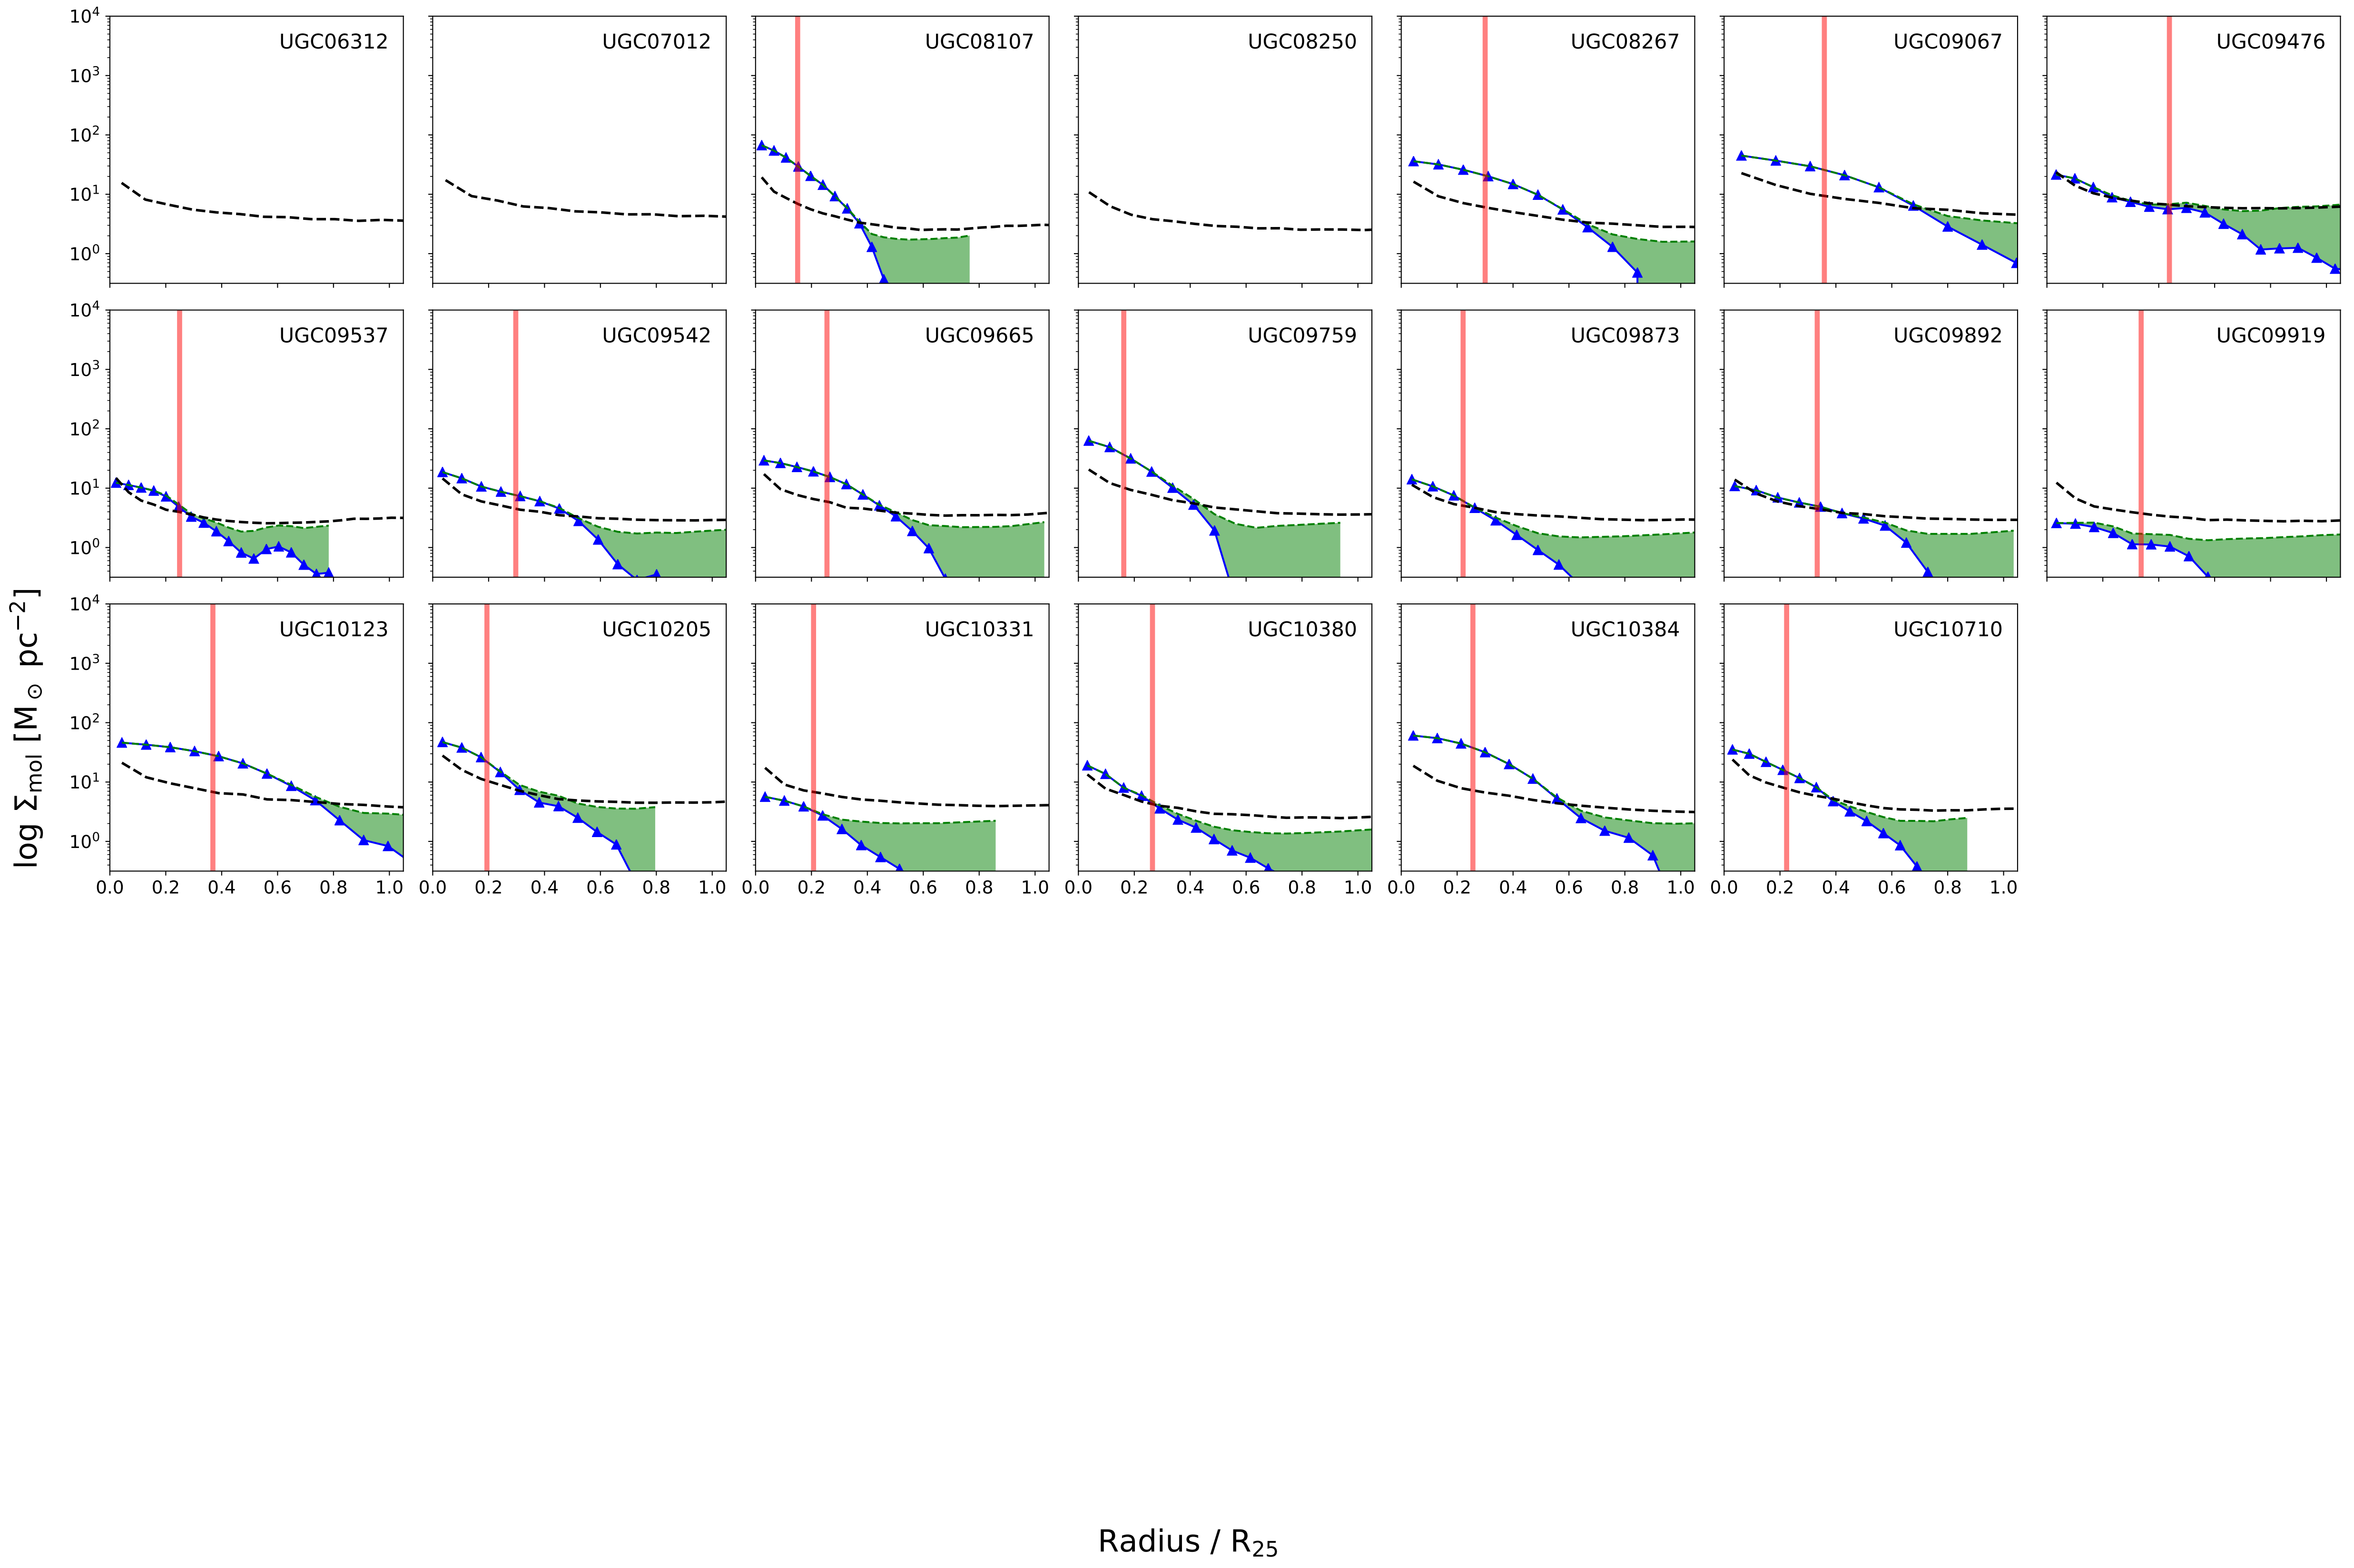 UGC06312 UGC07012 UGC08107 UGC08250 UGC08267 UGC09067 UGC09476
10⁴
10³
10²
10¹
10⁰
UGC09537 UGC09542 UGC09665 UGC09759 UGC09873 UGC09892 UGC09919
10⁴
10³
10²
10¹
10⁰
UGC10123 UGC10205 UGC10331 UGC10380 UGC10384 UGC10710
10⁴
10³
10²
10¹
10⁰
0.0 0.2 0.4 0.6 0.8 1.0 0.0 0.2 0.4 0.6 0.8 1.0 0.0 0.2 0.4 0.6 0.8 1.0 0.0 0.2 0.4 0.6 0.8 1.0 0.0 0.2 0.4 0.6 0.8 1.0 0.0 0.2 0.4 0.6 0.8 1.0
log Σmol [M⊙ pc⁻²]
Radius / R₂₅